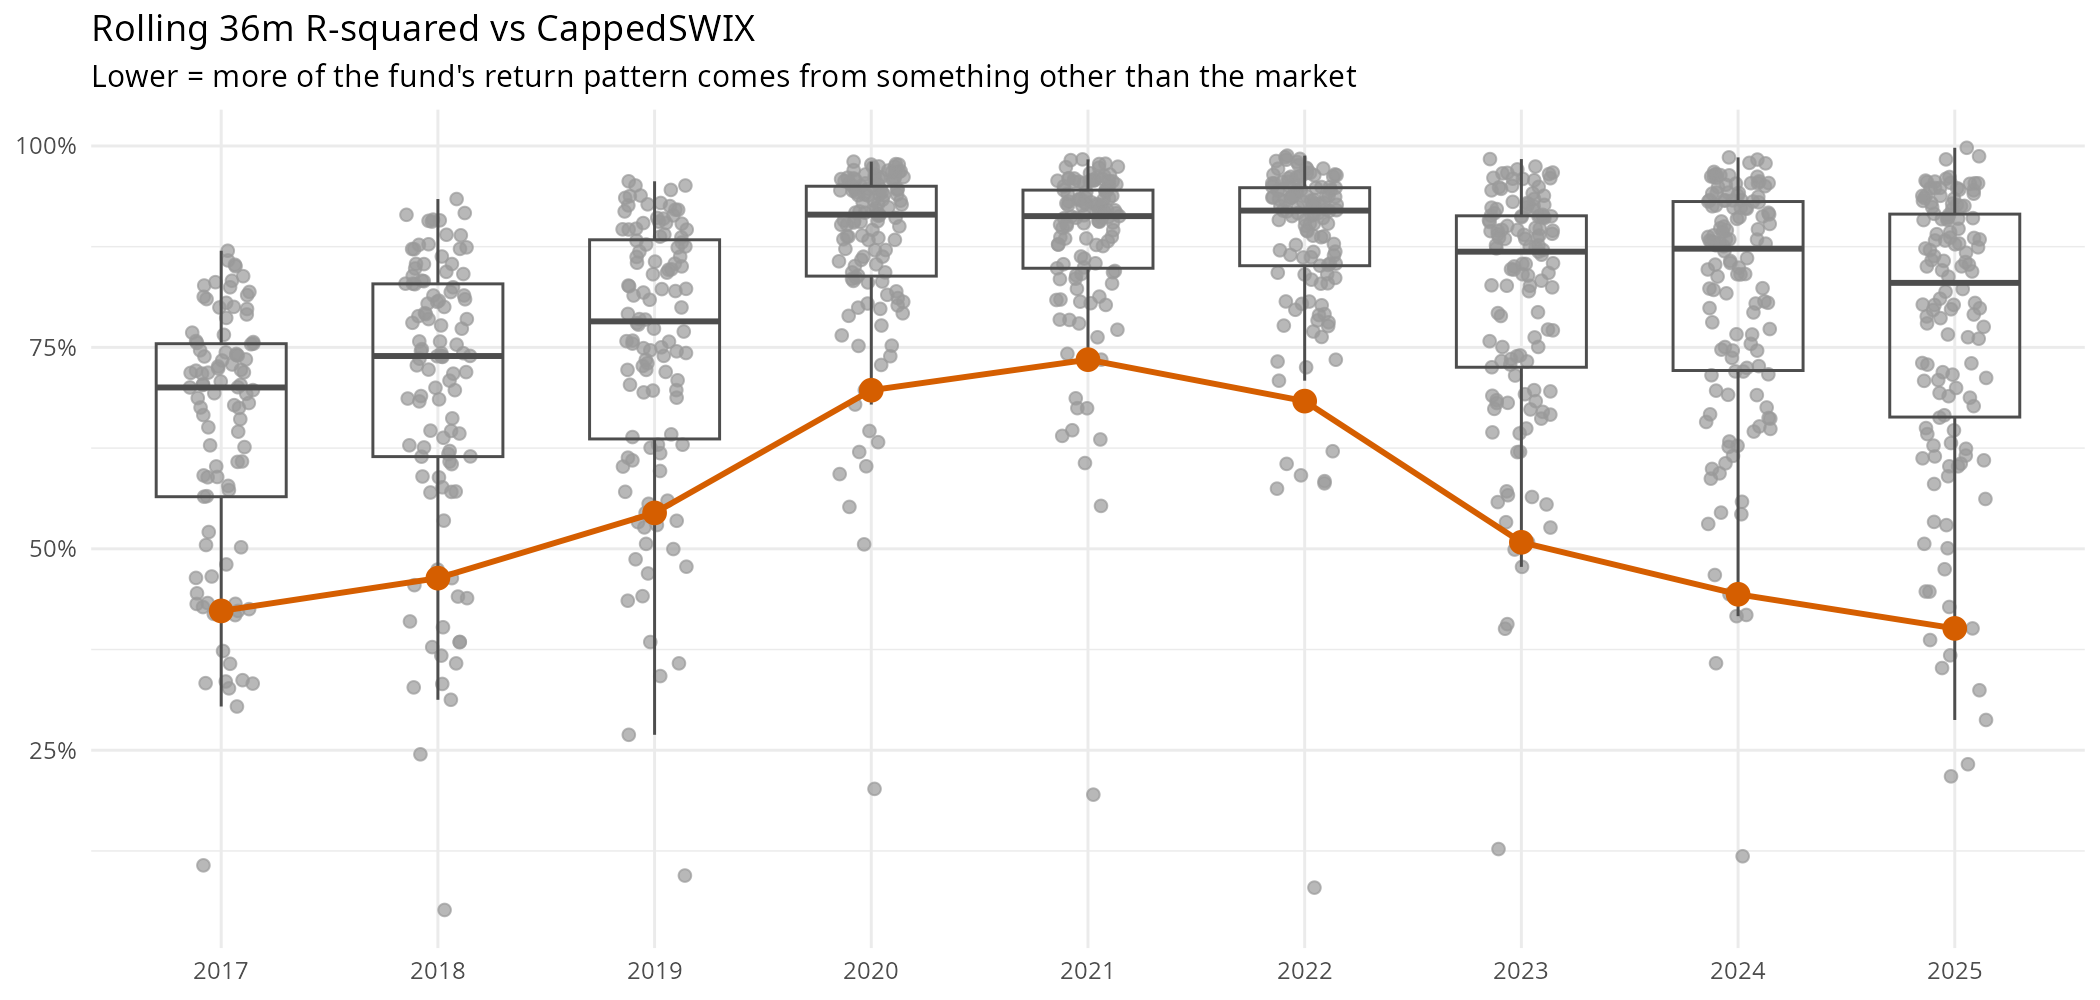 Rolling 36m R-squared vs CappedSWIX
Lower = more of the fund's return pattern comes from something other than the market
100%
75%
50%
25%
2017 2018 2019 2020 2021 2022 2023 2024 2025